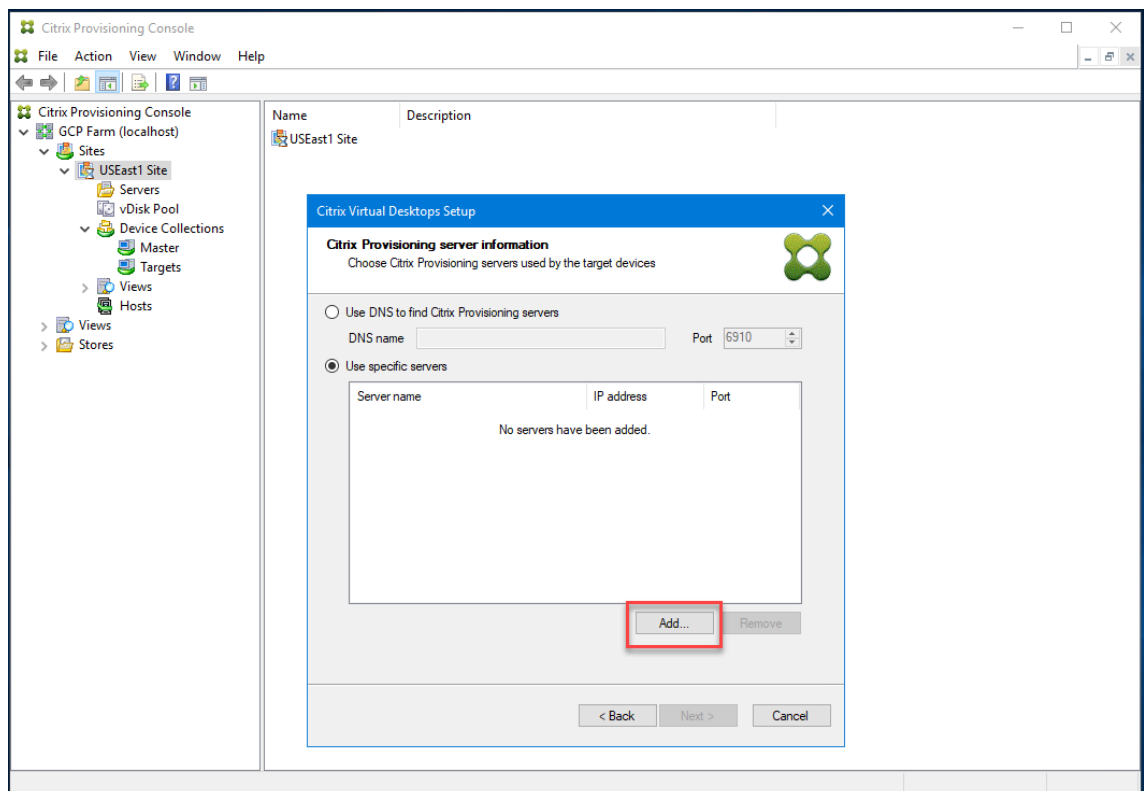 Citrix Provisioning Console
File Action View Window Help
Citrix Provisioning Console
GCP Farm (localhost)
Sites
USEast1 Site
Servers
vDisk Pool
Device Collections
Master
Targets
Views
Hosts
Views
Stores
Name Description
USEast1 Site
Citrix Virtual Desktops Setup
Citrix Provisioning server information
Choose Citrix Provisioning servers used by the target devices
Use DNS to find Citrix Provisioning servers
DNS name Port 6910
Use specific servers
Server name IP address Port
No servers have been added.
Add... Remove
< Back Next > Cancel